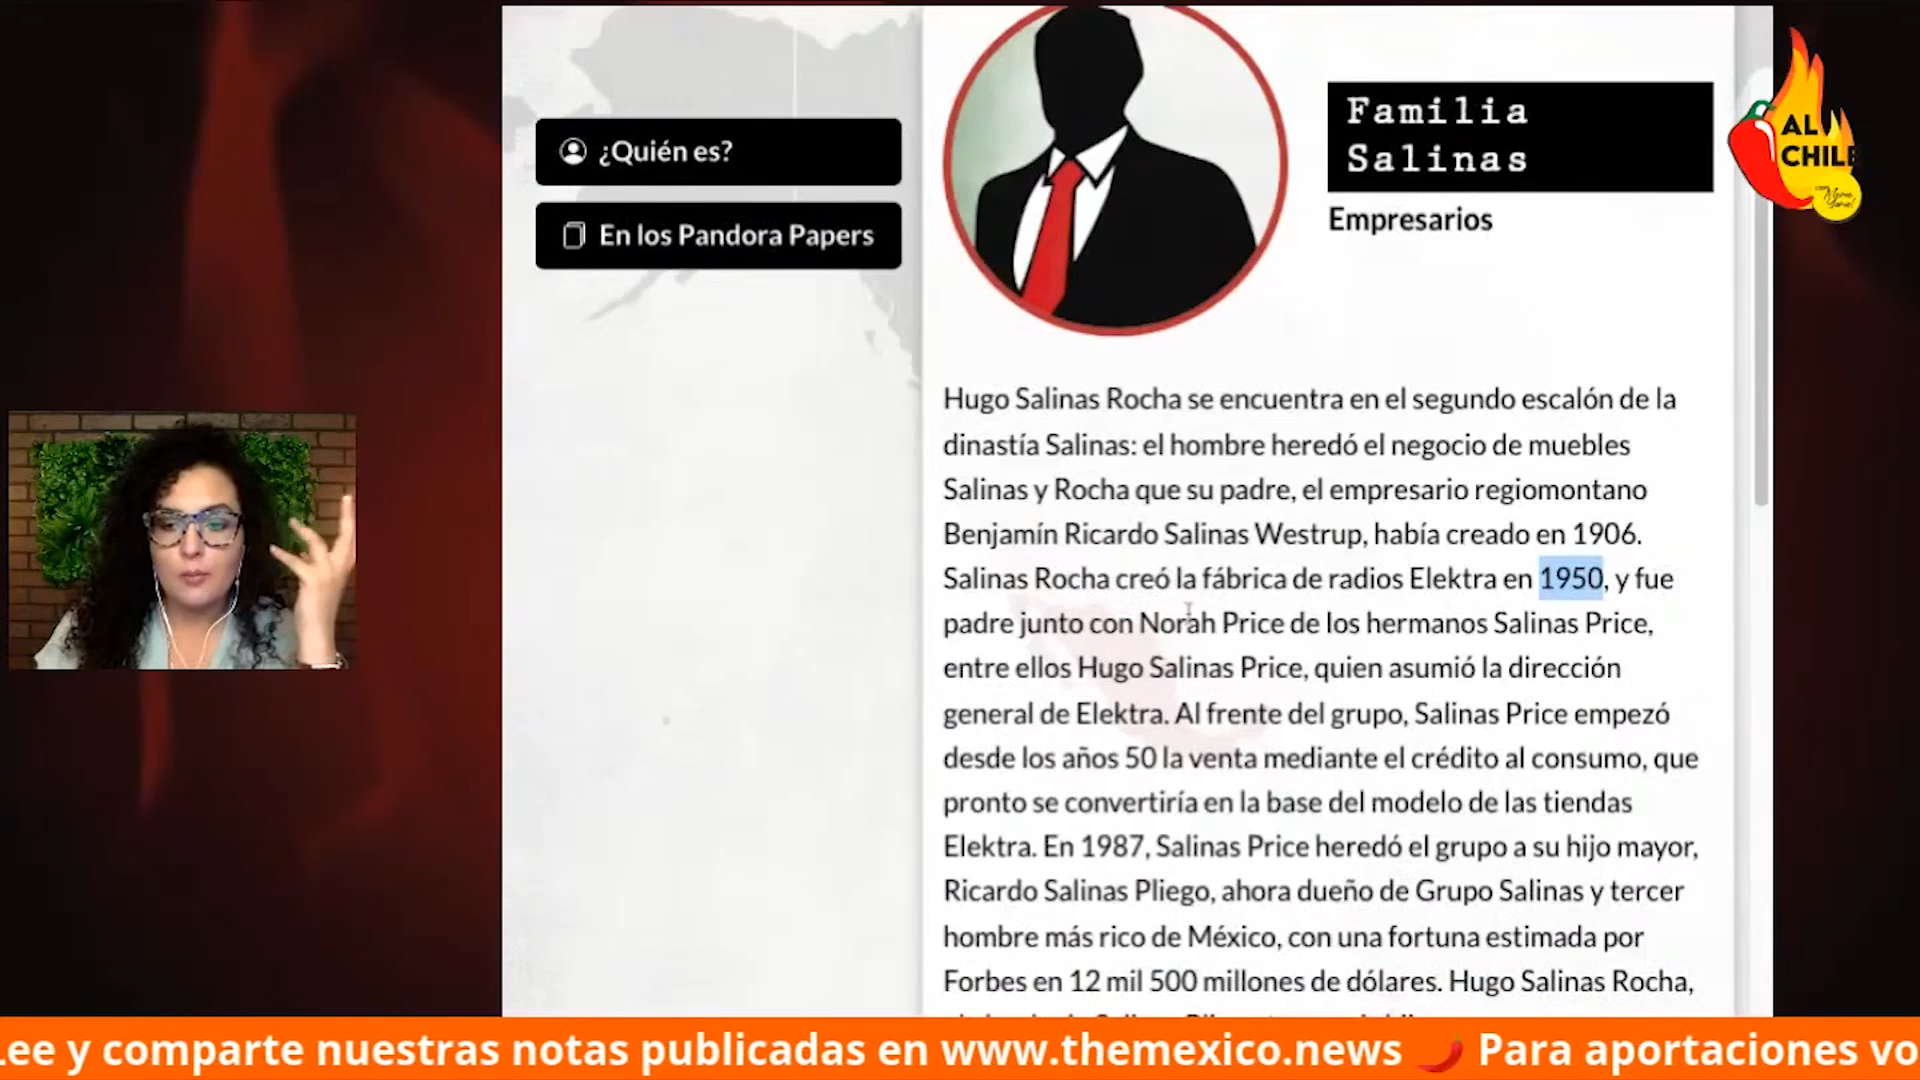 ¿Quién es?
En los Pandora Papers
Familia
Salinas
Empresarios
AL
CHILE
Hugo Salinas Rocha se encuentra en el segundo escalón de la
dinastía Salinas: el hombre heredó el negocio de muebles
Salinas y Rocha que su padre, el empresario regiomontano
Benjamín Ricardo Salinas Westrup, había creado en 1906.
Salinas Rocha creó la fábrica de radios Elektra en 1950, y fue
padre junto con Norah Price de los hermanos Salinas Price,
entre ellos Hugo Salinas Price, quien asumió la dirección
general de Elektra. Al frente del grupo, Salinas Price empezó
desde los años 50 la venta mediante el crédito al consumo, que
pronto se convertiría en la base del modelo de las tiendas
Elektra. En 1987, Salinas Price heredó el grupo a su hijo mayor,
Ricardo Salinas Pliego, ahora dueño de Grupo Salinas y tercer
hombre más rico de México, con una fortuna estimada por
Forbes en 12 mil 500 millones de dólares. Hugo Salinas Rocha,
Lee y comparte nuestras notas publicadas en www.themexico.news Para aportaciones vo